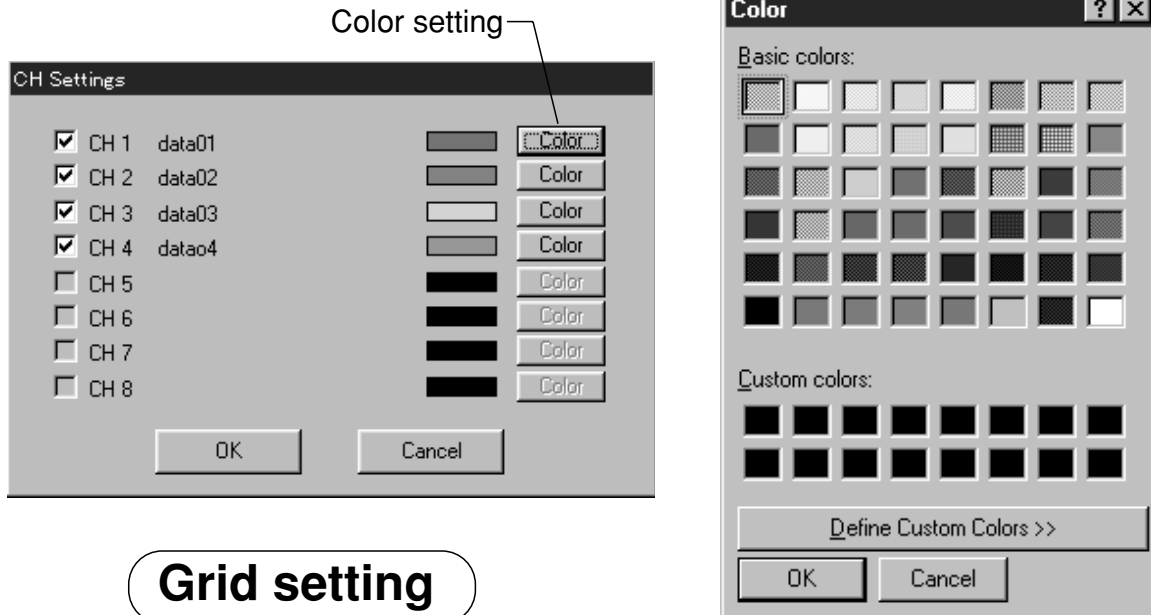 Color setting
CH Settings
CH 1 data01 Color
CH 2 data02 Color
CH 3 data03 Color
CH 4 datao4 Color
CH 5 Color
CH 6 Color
CH 7 Color
CH 8 Color
OK Cancel
Grid setting
Color ? ×
Basic colors:
Custom colors:
Define Custom Colors >>
OK Cancel